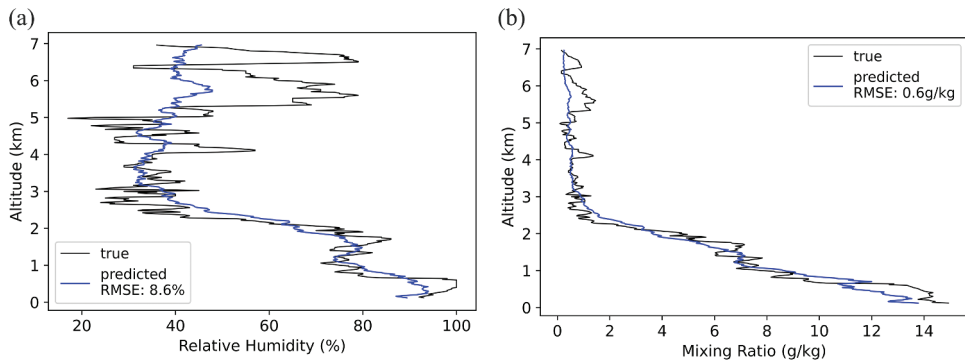 (a)
7
6
5
4
3
2
1
0
Altitude (km)
true
predicted
RMSE: 8.6%
20 40 60 80 100
Relative Humidity (%)
(b)
7
6
5
4
3
2
1
0
Altitude (km)
true
predicted
RMSE: 0.6g/kg
0 2 4 6 8 10 12 14
Mixing Ratio (g/kg)